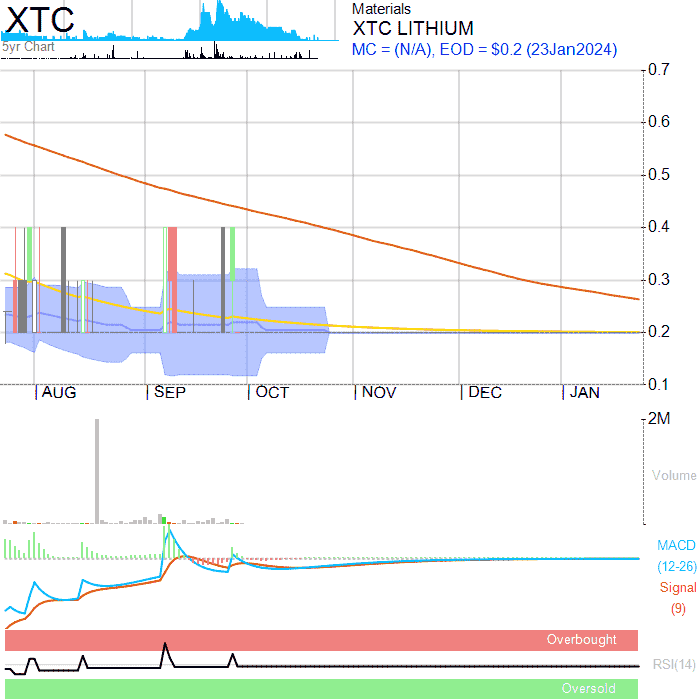 XTC
5yr Chart
Materials
XTC LITHIUM
MC = (N/A), EOD = $0.2 (23Jan2024)
0.7
0.6
0.5
0.4
0.3
0.2
0.1
AUG SEP OCT NOV DEC JAN
2M
Volume
MACD
(12-26)
Signal
(9)
Overbought
RSI(14)
Oversold